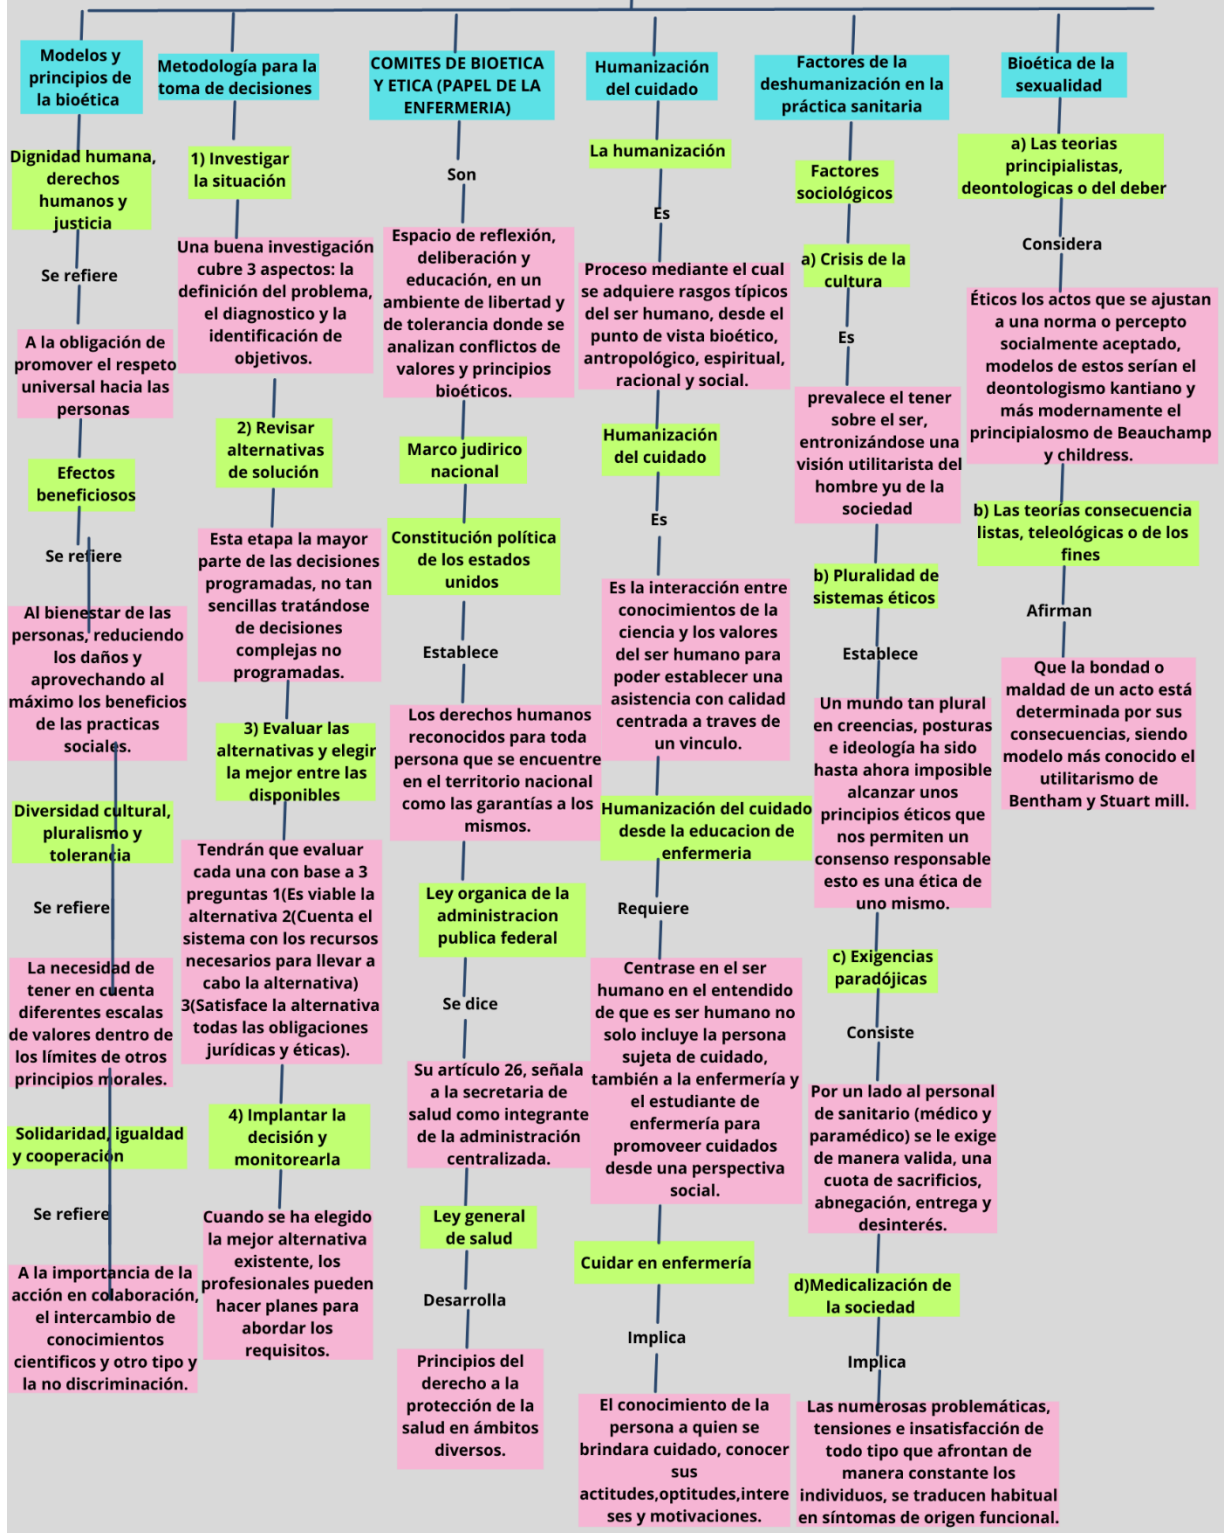 Modelos y
principios de
la bioética
Dignidad humana,
derechos
humanos y
justicia
Se refiere
A la obligación de
promover el respeto
universal hacia las
personas
Efectos
beneficiosos
Se refiere
Al bienestar de las
personas, reduciendo
los daños y
aprovechando al
máximo los beneficios
de las practicas
sociales.
Diversidad cultural,
pluralismo y
tolerancia
Se refiere
La necesidad de
tener en cuenta
diferentes escalas
de valores dentro de
los límites de otros
principios morales.
Solidaridad, igualdad
y cooperación
Se refiere
A la importancia de la
acción en colaboración,
el intercambio de
conocimientos
cientificos y otro tipo y
la no discriminación.
Metodología para la
toma de decisiones
1) Investigar
la situación
Una buena investigación
cubre 3 aspectos: la
definición del problema,
el diagnostico y la
identificación de
objetivos.
2) Revisar
alternativas
de solución
Esta etapa la mayor
parte de las decisiones
programadas, no tan
sencillas tratándose
de decisiones
complejas no
programadas.
3) Evaluar las
alternativas y elegir
la mejor entre las
disponibles
Tendrán que evaluar
cada una con base a 3
preguntas 1(Es viable la
alternativa 2(Cuenta el
sistema con los recursos
necesarios para llevar a
cabo la alternativa)
3(Satisface la alternativa
todas las obligaciones
jurídicas y éticas).
4) Implantar la
decisión y
monitorearla
Cuando se ha elegido
la mejor alternativa
existente, los
profesionales pueden
hacer planes para
abordar los
requisitos.
COMITES DE BIOETICA
Y ETICA (PAPEL DE LA
ENFERMERIA)
Son
Espacio de reflexión,
deliberación y
educación, en un
ambiente de libertad y
de tolerancia donde se
analizan conflictos de
valores y principios
bioéticos.
Marco judirico
nacional
Constitución política
de los estados
unidos
Establece
Los derechos humanos
reconocidos para toda
persona que se encuentre
en el territorio nacional
como las garantías a los
mismos.
Ley organica de la
administracion
publica federal
Se dice
Su artículo 26, señala
a la secretaria de
salud como integrante
de la administración
centralizada.
Ley general
de salud
Desarrolla
Principios del
derecho a la
protección de la
salud en ámbitos
diversos.
Humanización
del cuidado
La humanización
Es
Proceso mediante el cual
se adquiere rasgos típicos
del ser humano, desde el
punto de vista bioético,
antropológico, espiritual,
racional y social.
Humanización
del cuidado
Es
Es la interacción entre
conocimientos de la
ciencia y los valores
del ser humano para
poder establecer una
asistencia con calidad
centrada a traves de
un vinculo.
Humanización del cuidado
desde la educacion de
enfermeria
Requiere
Centrase en el ser
humano en el entendido
de que es ser humano no
solo incluye la persona
sujeta de cuidado,
también a la enfermería y
el estudiante de
enfermería para
promoveer cuidados
desde una perspectiva
social.
Cuidar en enfermería
Implica
El conocimiento de la
persona a quien se
brindara cuidado, conocer
sus
actitudes,optitudes,intere
ses y motivaciones.
Factores de la
deshumanización en la
práctica sanitaria
Factores
sociológicos
a) Crisis de la
cultura
Es
prevalece el tener
sobre el ser,
entronizándose una
visión utilitarista del
hombre yu de la
sociedad
b) Pluralidad de
sistemas éticos
Establece
Un mundo tan plural
en creencias, posturas
e ideología ha sido
hasta ahora imposible
alcanzar unos
principios éticos que
nos permiten un
consenso responsable
esto es una ética de
uno mismo.
c) Exigencias
paradójicas
Consiste
Por un lado al personal
de sanitario (médico y
paramédico) se le exige
de manera valida, una
cuota de sacrificios,
abnegación, entrega y
desinterés.
d)Medicalización de
la sociedad
Implica
Las numerosas problemáticas,
tensiones e insatisfacción de
todo tipo que afrontan de
manera constante los
individuos, se traducen habitual
en síntomas de origen funcional.
Bioética de la
sexualidad
a) Las teorias
principialistas,
deontologicas o del deber
Considera
Éticos los actos que se ajustan
a una norma o percepto
socialmente aceptado,
modelos de estos serían el
deontologismo kantiano y
más modernamente el
principialosmo de Beauchamp
y childress.
b) Las teorías consecuencia
listas, teleológicas o de los
fines
Afirman
Que la bondad o
maldad de un acto está
determinada por sus
consecuencias, siendo
modelo más conocido el
utilitarismo de
Bentham y Stuart mill.